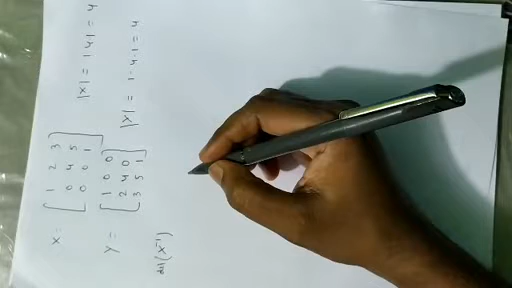 X = [ 1 2 3
0 4 5
0 0 1 ] |X| = 1 4 1 = 4
Y = [ 1 0 0
2 4 0
3 5 1 ] |Y| = 1 · 4 · 1 = 4
det(X⁻¹)